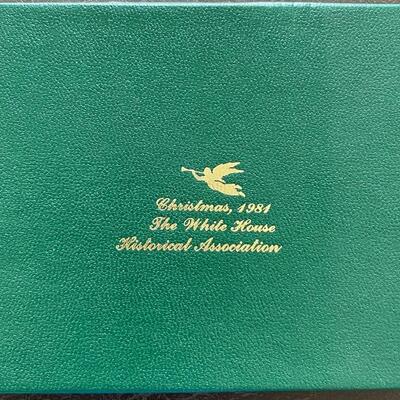 Christmas, 1981
The White House
Historical Association